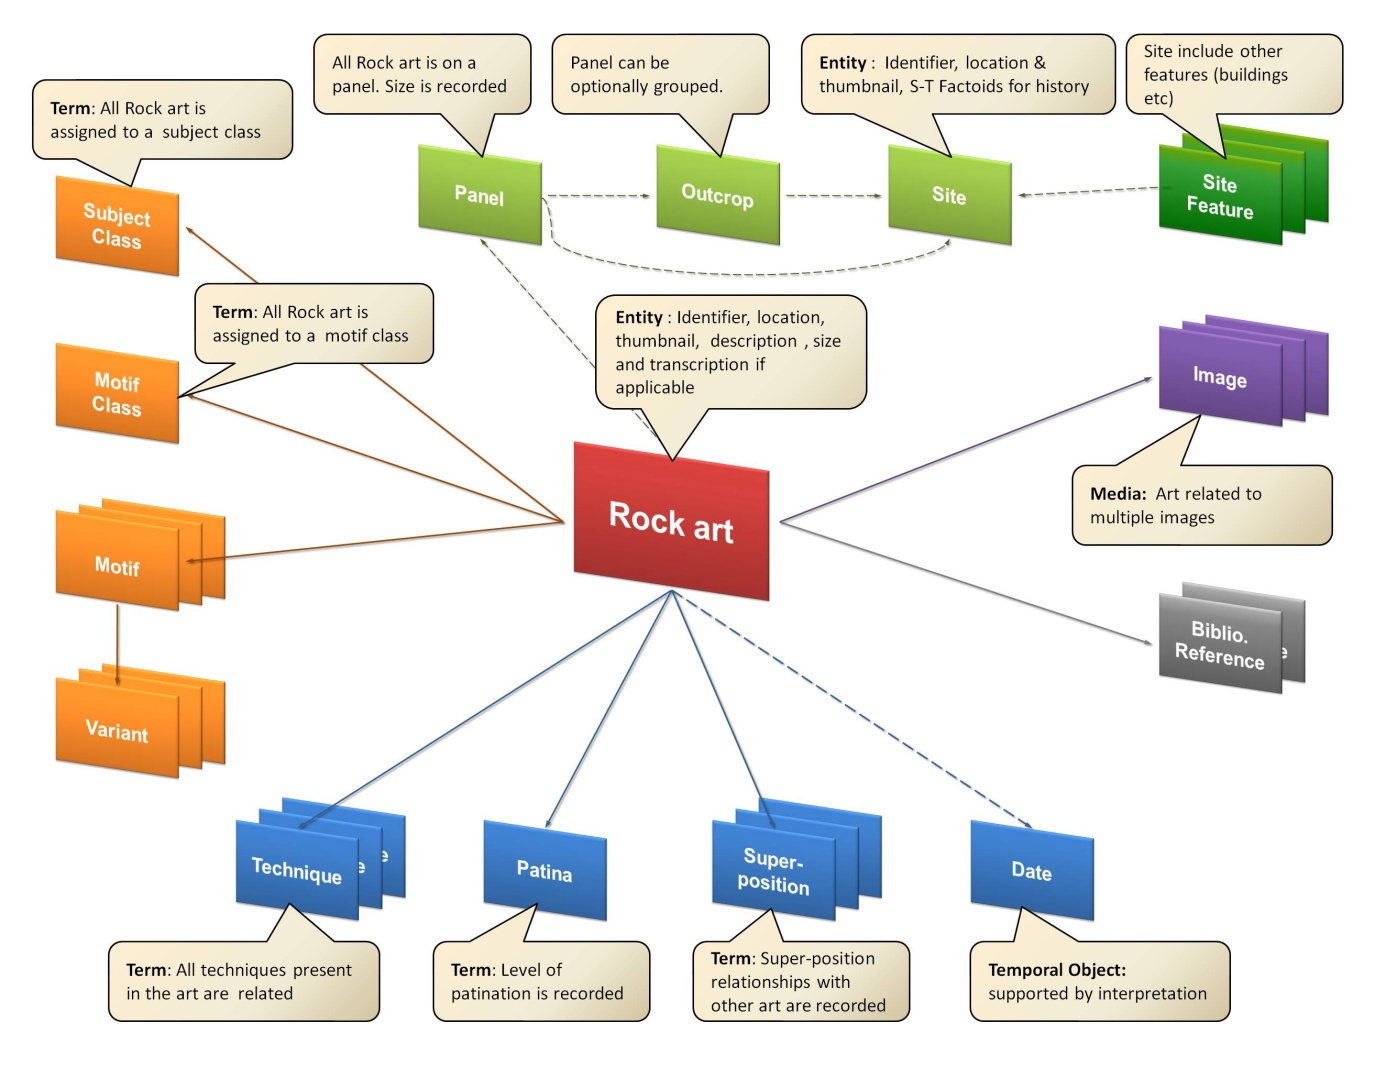 All Rock art is on a
panel. Size is recorded
Panel can be
optionally grouped.
Entity : Identifier, location &
thumbnail, S-T Factoids for history
Site include other
features (buildings
etc)
Term: All Rock art is
assigned to a subject class
Panel
Outcrop
Site
Site
Feature
Subject
Class
Term: All Rock art is
assigned to a motif class
Entity : Identifier, location,
thumbnail, description , size
and transcription if
applicable
Motif
Class
Image
Rock art
Media: Art related to
multiple images
Motif
Biblio.
Reference
e
Variant
Technique
e
e
Patina
Super-
position
Date
Term: All techniques present
in the art are related
Term: Level of
patination is recorded
Term: Super-position
relationships with
other art are recorded
Temporal Object:
supported by interpretation